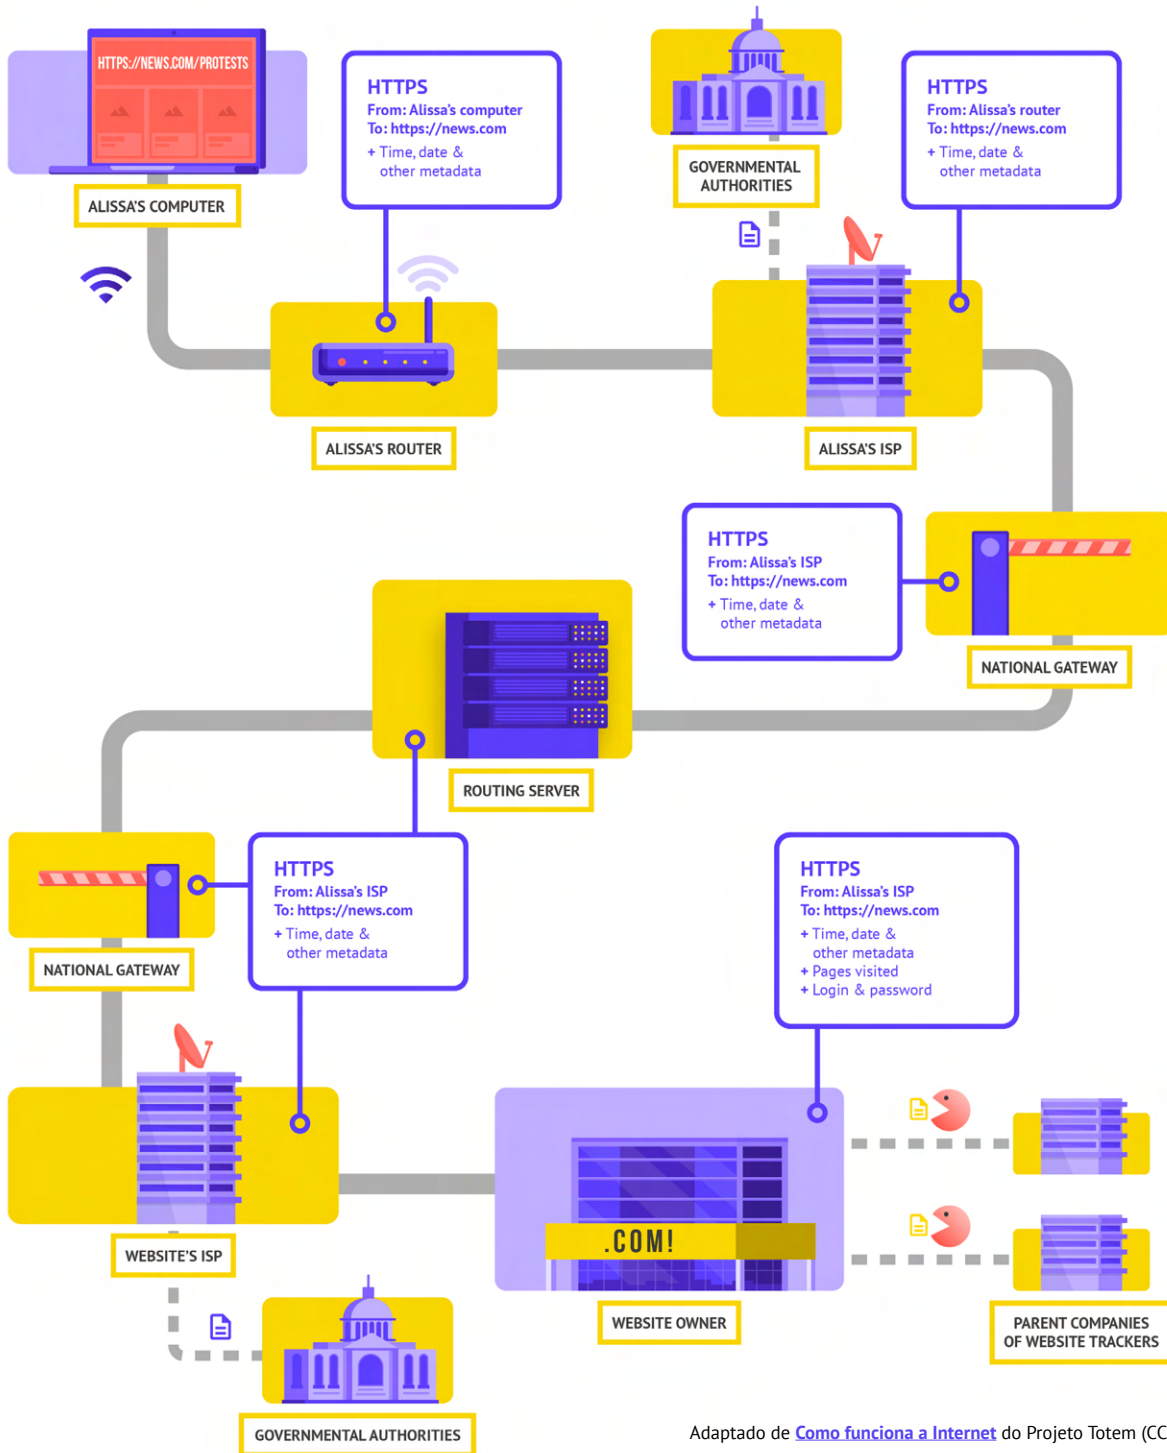 HTTPS://NEWS.COM/PROTESTS
ALISSA'S COMPUTER
HTTPS
From: Alissa's computer
To: https://news.com
+ Time, date &
other metadata
GOVERNMENTAL
AUTHORITIES
HTTPS
From: Alissa's router
To: https://news.com
+ Time, date &
other metadata
ALISSA'S ROUTER
ALISSA'S ISP
HTTPS
From: Alissa's ISP
To: https://news.com
+ Time, date &
other metadata
NATIONAL GATEWAY
ROUTING SERVER
HTTPS
From: Alissa's ISP
To: https://news.com
+ Time, date &
other metadata
NATIONAL GATEWAY
HTTPS
From: Alissa's ISP
To: https://news.com
+ Time, date &
other metadata
+ Pages visited
+ Login & password
WEBSITE'S ISP
.COM!
WEBSITE OWNER
PARENT COMPANIES
OF WEBSITE TRACKERS
GOVERNMENTAL AUTHORITIES
Adaptado de Como funciona a Internet do Projeto Totem (CC